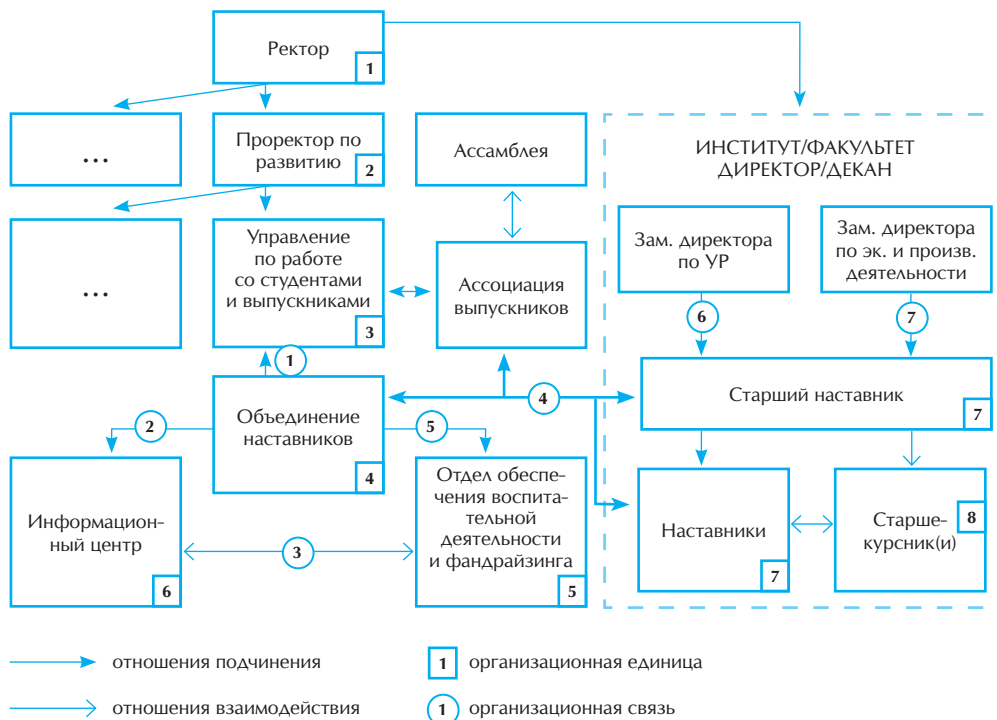 Ректор
1
...
Проректор по
развитию
2
Ассамблея
ИНСТИТУТ/ФАКУЛЬТЕТ
ДИРЕКТОР/ДЕКАН
...
Управление
по работе
со студентами
и выпускниками
3
Ассоциация
выпускников
Зам. директора
по УР
Зам. директора
по эк. и произв.
деятельности
6
7
1
Объединение
наставников
4
4
Старший наставник
7
2
5
Информацион-
ный центр
6
3
Отдел обеспе-
чения воспита-
тельной
деятельности
и фандрайзинга
5
Наставники
7
Старше-
курсник(и)
8
отношения подчинения
1 организационная единица
отношения взаимодействия
1 организационная связь